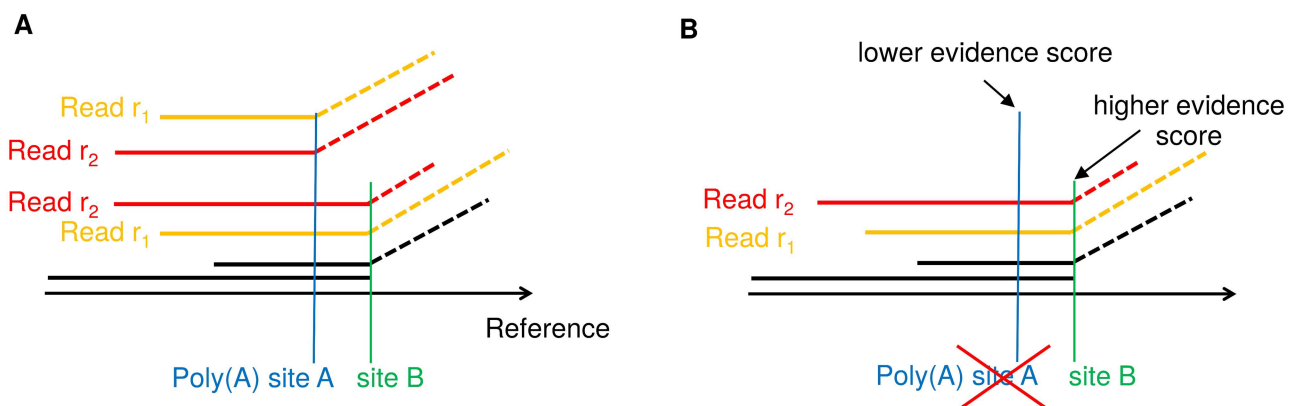 A
Read r1
Read r2
Read r2
Read r1
Reference
Poly(A) site A
site B
B
lower evidence score
higher evidence
score
Read r2
Read r1
Poly(A) site A
site B